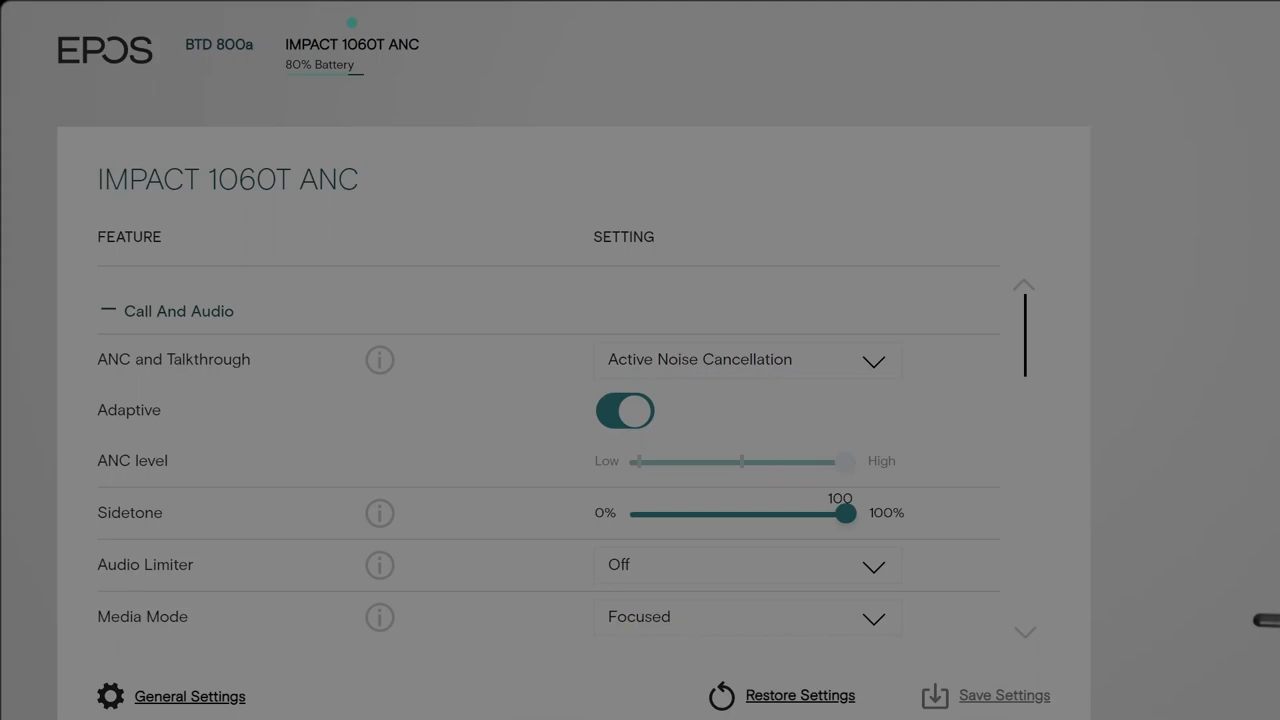 EPOS
BTD 800a
IMPACT 1060T ANC
80% Battery
IMPACT 1060T ANC
FEATURE
SETTING
Call And Audio
ANC and Talkthrough
Active Noise Cancellation
Adaptive
ANC level
Low
High
Sidetone
0%
100
100%
Audio Limiter
Off
Media Mode
Focused
General Settings
Restore Settings
Save Settings